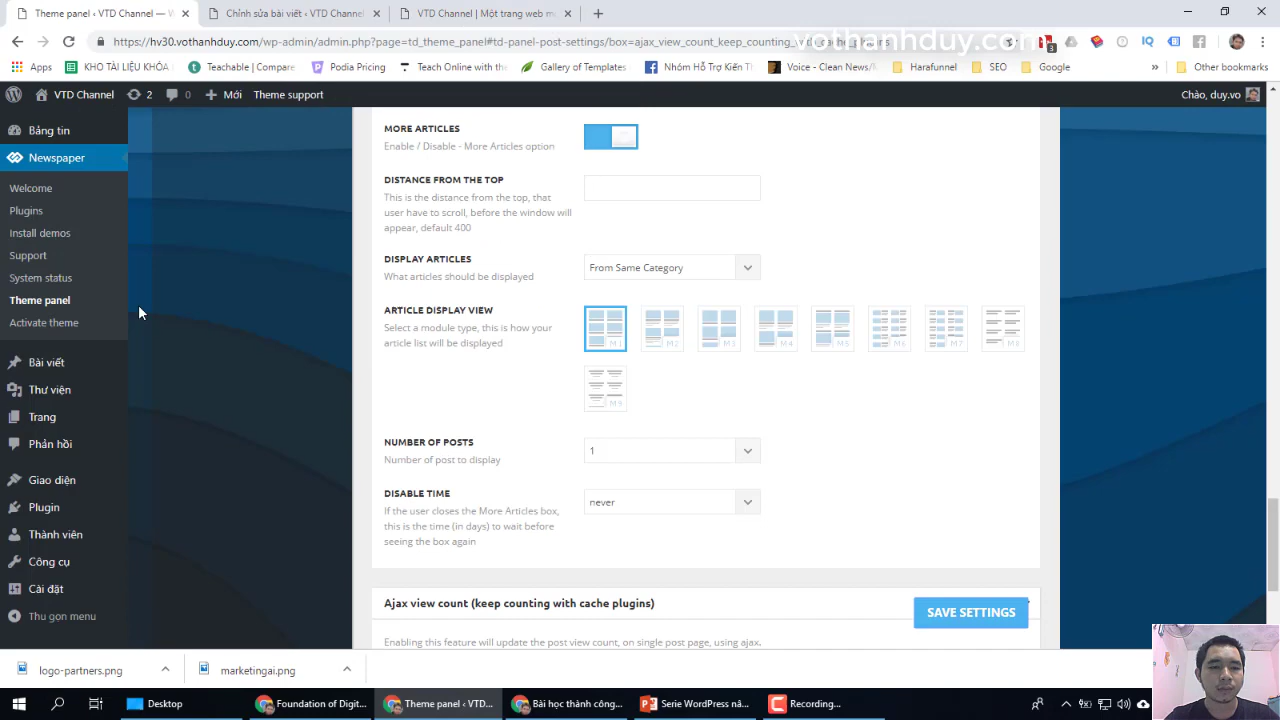 VTD Channel —
Chỉnh sửa bài viết ‹ VTD Channel
VTD Channel | Một trang web m
https://hv30.vothanhduy.com/wp-admin/admin.php?page=td_theme_panel#td-panel-post-settings/box=ajax_view_count_keep_counting_with_cache_plugins
vothanhduy.com
3
Apps
KHO TÀI LIỆU KHÓA
Teachable | Compare
Podia Pricing
Teach Online with the
Gallery of Templates
Nhóm Hỗ Trợ Kiến T
Voice - Clean News/
Harafunnel
SEO
Google
»
Other bookmarks
VTD Channel
2
0
Mới
Theme support
Chào, duy.vo
Bảng tin
Newspaper
Welcome
Plugins
Install demos
Support
System status
Theme panel
Activate theme
Bài viết
Thư viện
Trang
Phản hồi
Giao diện
Plugin
Thành viên
Công cụ
Cài đặt
Thu gọn menu
MORE ARTICLES
Enable / Disable - More Articles option
DISTANCE FROM THE TOP
This is the distance from the top, that
user have to scroll, before the window will
appear, default 400
DISPLAY ARTICLES
What articles should be displayed
From Same Category
ARTICLE DISPLAY VIEW
Select a module type, this is how your
article list will be displayed
M1
M2
M3
M4
M5
M6
M7
M8
M9
NUMBER OF POSTS
Number of post to display
1
DISABLE TIME
If the user closes the More Articles box,
this is the time (in days) to wait before
seeing the box again
never
Ajax view count (keep counting with cache plugins)
SAVE SETTINGS
Enabling this feature will update the post view count, on single post page, using ajax.
logo-partners.png
marketingai.png
Desktop
Foundation of Digit...
Theme panel ‹ VTD...
Bài học thành công...
Serie WordPress nâ...
Recording...